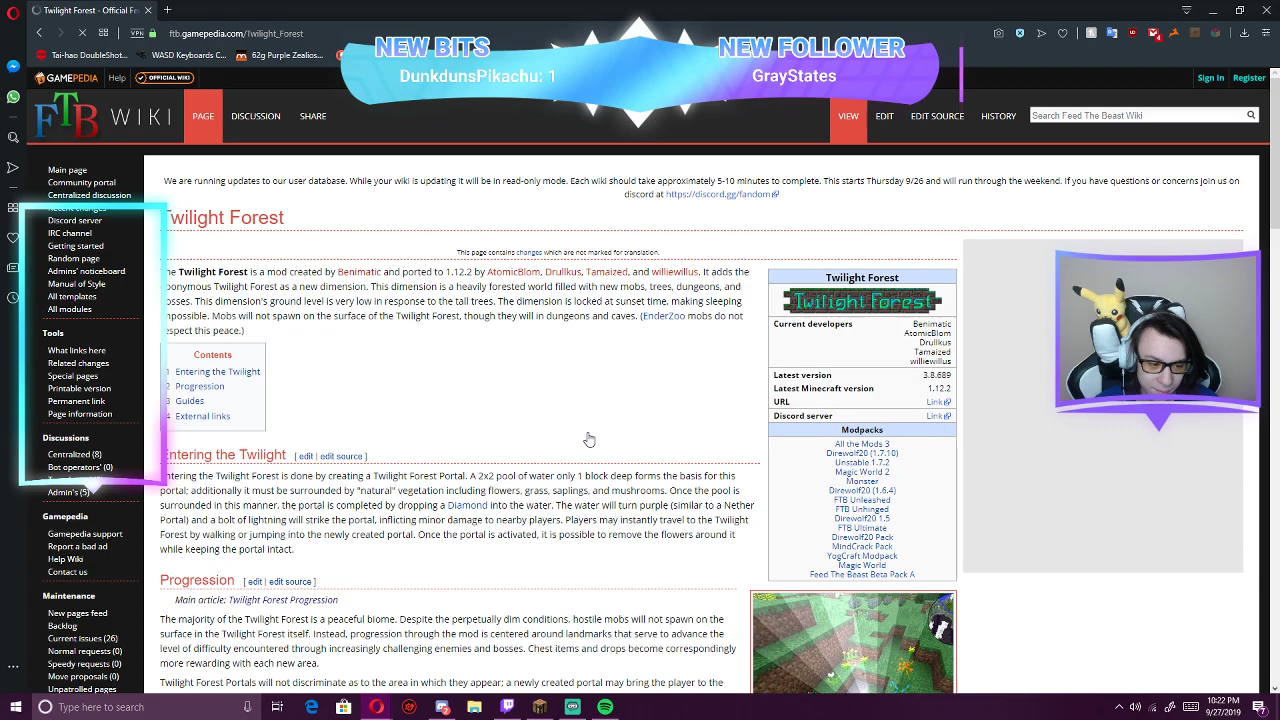 Twilight Forest - Official Fe
VPN
ftb.gamepedia.com/Twilight_Forest
Tai-hao DoubleShot
WASD Keyboards C
62g Purple Zealios
NEW BITS
DunkdunsPikachu: 1
NEW FOLLOWER
GrayStates
GAMEPEDIA
Help
OFFICIAL WIKI
Sign In
Register
FTB WIKI
PAGE
DISCUSSION
SHARE
VIEW
EDIT
EDIT SOURCE
HISTORY
Search Feed The Beast Wiki
Main page
Community portal
Centralized discussion
Recent changes
Discord server
IRC channel
Getting started
Random page
Admins' noticeboard
Manual of Style
All templates
All modules
Tools
What links here
Related changes
Special pages
Printable version
Permanent link
Page information
Discussions
Centralized (8)
Bot operators' (0)
Admin's (5)
Gamepedia
Gamepedia support
Report a bad ad
Help Wiki
Contact us
Maintenance
New pages feed
Backlog
Current issues (26)
Normal requests (0)
Speedy requests (0)
Move proposals (0)
Unpatrolled pages
We are running updates to our user database. While your wiki is updating it will be in read-only mode. Each wiki should take approximately 5-10 minutes to complete. This starts Thursday 9/26 and will run through the weekend. If you have questions or concerns join us on
discord at https://discord.gg/fandom
Twilight Forest
This page contains changes which are not marked for translation.
The Twilight Forest is a mod created by Benimatic and ported to 1.12.2 by AtomicBlom, Drullkus, Tamaized, and williewillus. It adds the
Twilight Forest as a new dimension. This dimension is a heavily forested world filled with new mobs, trees, dungeons, and
This dimension's ground level is very low in response to the tall trees. The dimension is locked at sunset time, making sleeping
Mobs will not spawn on the surface of the Twilight Forest, though they will in dungeons and caves. (EnderZoo mobs do not
respect this peace.)
Contents
1 Entering the Twilight
2 Progression
3 Guides
4 External links
Entering the Twilight [ edit | edit source ]
the Twilight Forest is done by creating a Twilight Forest Portal. A 2x2 pool of water only 1 block deep forms the basis for this
portal; additionally it must be surrounded by "natural" vegetation including flowers, grass, saplings, and mushrooms. Once the pool is
surrounded in this manner, the portal is completed by dropping a Diamond into the water. The water will turn purple (similar to a Nether
Portal) and a bolt of lightning will strike the portal, inflicting minor damage to nearby players. Players may instantly travel to the Twilight
Forest by walking or jumping into the newly created portal. Once the portal is activated, it is possible to remove the flowers around it
while keeping the portal intact.
Progression [ edit | edit source ]
Main article: Twilight Forest Progression
The majority of the Twilight Forest is a peaceful biome. Despite the perpetually dim conditions, hostile mobs will not spawn on the
surface in the Twilight Forest itself. Instead, progression through the mod is centered around landmarks that serve to advance the
level of difficulty encountered through increasingly challenging enemies and bosses. Chest items and drops become correspondingly
more rewarding with each new area.
Twilight Forest Portals will not discriminate as to the area in which they appear; a newly created portal may bring the player to the
Twilight Forest
Twilight Forest
Current developers
Benimatic
AtomicBlom
Drullkus
Tamaized
williewillus
Latest version 3.8.689
Latest Minecraft version 1.12.2
URL Link
Discord server Link
Modpacks
All the Mods 3
Direwolf20 (1.7.10)
Unstable 1.7.2
Magic World 2
Monster
Direwolf20 (1.6.4)
FTB Unleashed
FTB Unhinged
Direwolf20 1.5
FTB Ultimate
Direwolf20 Pack
MindCrack Pack
YogCraft Modpack
Magic World
Feed The Beast Beta Pack A
Type here to search
10:22 PM
9/27/2019